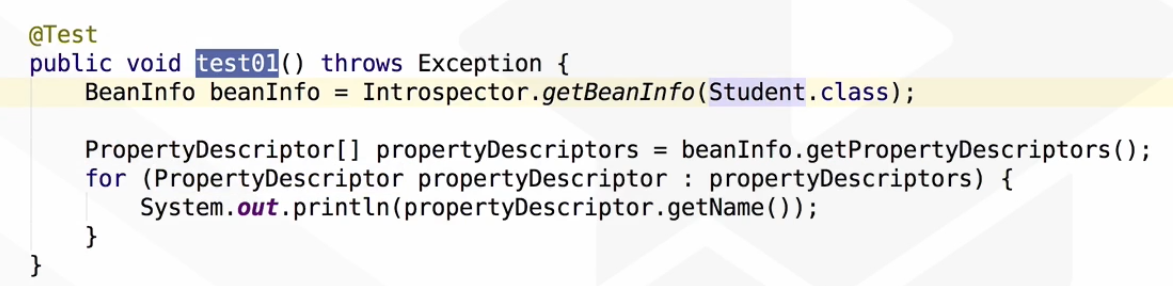 @Test
public void test01() throws Exception {
    BeanInfo beanInfo = Introspector.getBeanInfo(Student.class);

    PropertyDescriptor[] propertyDescriptors = beanInfo.getPropertyDescriptors();
    for (PropertyDescriptor propertyDescriptor : propertyDescriptors) {
        System.out.println(propertyDescriptor.getName());
    }
}